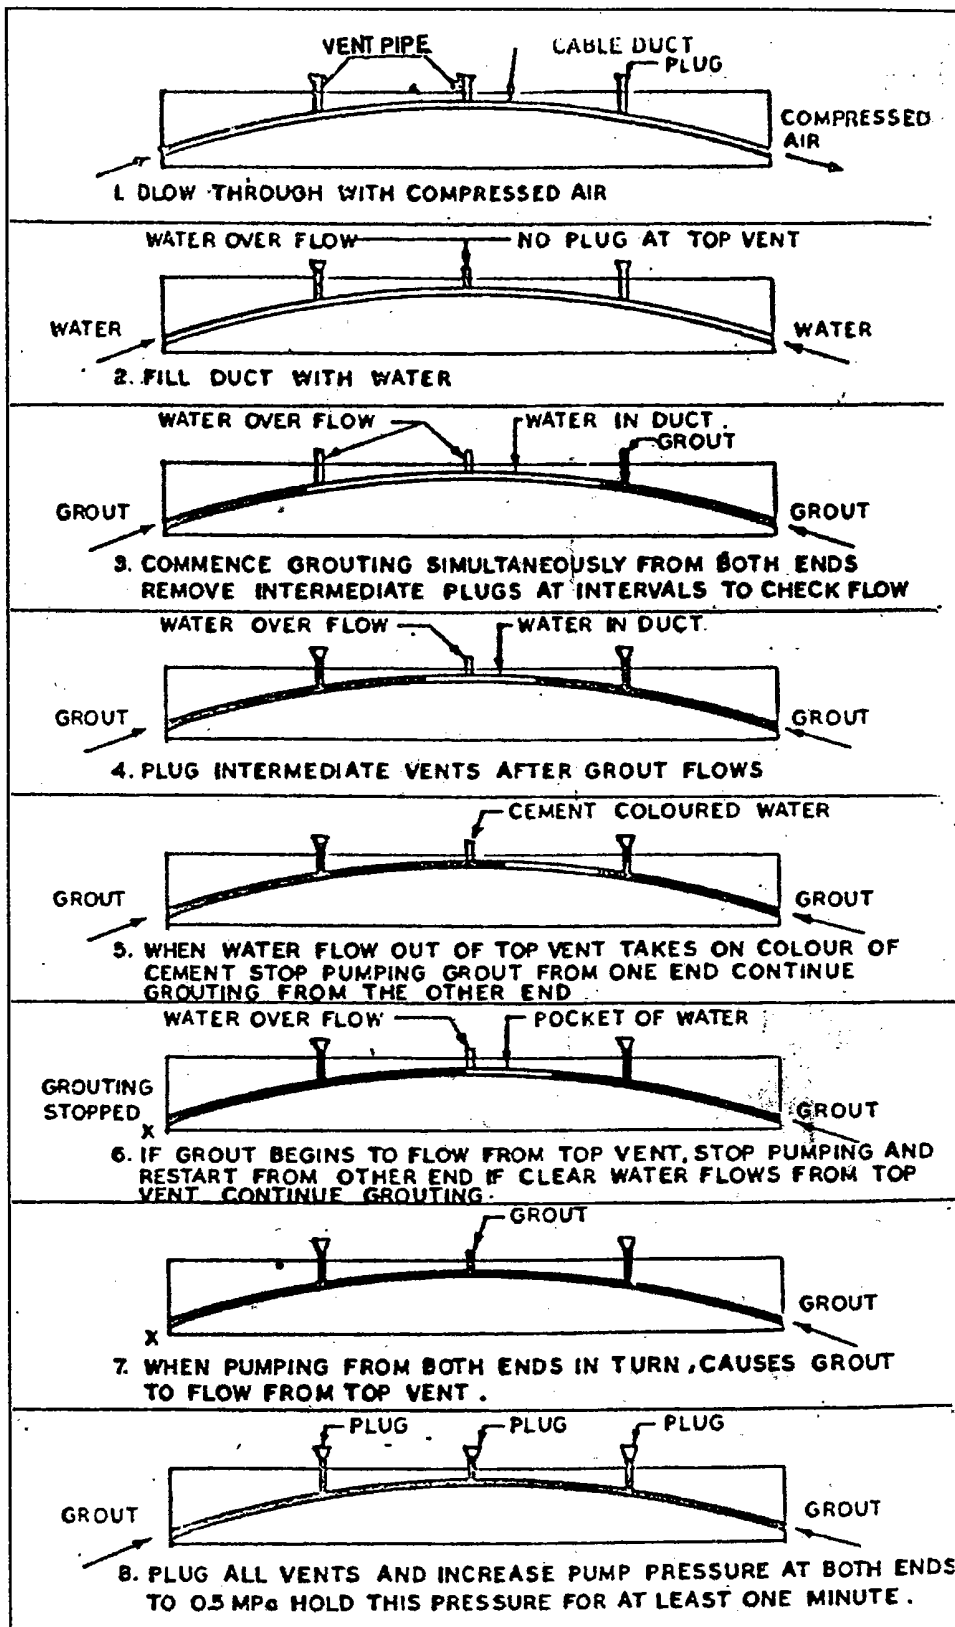 VENT PIPE
CABLE DUCT
PLUG
COMPRESSED
AIR
1. BLOW THROUGH WITH COMPRESSED AIR
WATER OVER FLOW
NO PLUG AT TOP VENT
WATER
WATER
2. FILL DUCT WITH WATER
WATER OVER FLOW
WATER IN DUCT.
GROUT
GROUT
GROUT
3. COMMENCE GROUTING SIMULTANEOUSLY FROM BOTH ENDS
REMOVE INTERMEDIATE PLUGS AT INTERVALS TO CHECK FLOW
WATER OVER FLOW
WATER IN DUCT.
GROUT
GROUT
4. PLUG INTERMEDIATE VENTS AFTER GROUT FLOWS
CEMENT COLOURED WATER
GROUT
GROUT
5. WHEN WATER FLOW OUT OF TOP VENT TAKES ON COLOUR OF
CEMENT STOP PUMPING GROUT FROM ONE END CONTINUE
GROUTING FROM THE OTHER END
WATER OVER FLOW
POCKET OF WATER
GROUTING
STOPPED
X
GROUT
6. IF GROUT BEGINS TO FLOW FROM TOP VENT, STOP PUMPING AND
RESTART FROM OTHER END IF CLEAR WATER FLOWS FROM TOP
VENT CONTINUE GROUTING.
GROUT
GROUT
X
7. WHEN PUMPING FROM BOTH ENDS IN TURN, CAUSES GROUT
TO FLOW FROM TOP VENT.
PLUG
PLUG
PLUG
GROUT
GROUT
8. PLUG ALL VENTS AND INCREASE PUMP PRESSURE AT BOTH ENDS
TO 0.5 MPa HOLD THIS PRESSURE FOR AT LEAST ONE MINUTE.